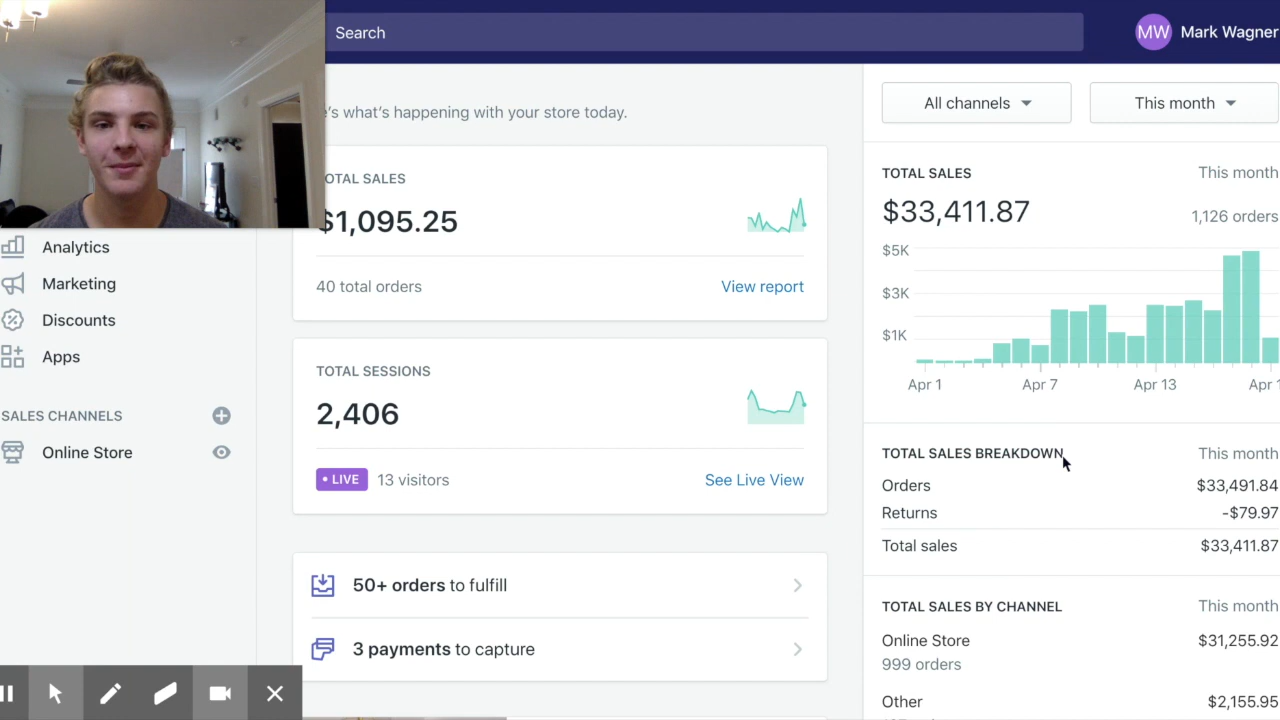 Search
MW Mark Wagner
e's what's happening with your store today.
All channels
This month
OTAL SALES
$1,095.25
40 total orders
View report
TOTAL SESSIONS
2,406
• LIVE
13 visitors
See Live View
50+ orders to fulfill
3 payments to capture
Analytics
Marketing
Discounts
Apps
SALES CHANNELS
Online Store
TOTAL SALES
This month
$33,411.87
1,126 orders
$5K
$3K
$1K
Apr 1
Apr 7
Apr 13
Apr 1
TOTAL SALES BREAKDOWN
This month
Orders
$33,491.84
Returns
-$79.97
Total sales
$33,411.87
TOTAL SALES BY CHANNEL
This month
Online Store
$31,255.92
999 orders
Other
$2,155.95